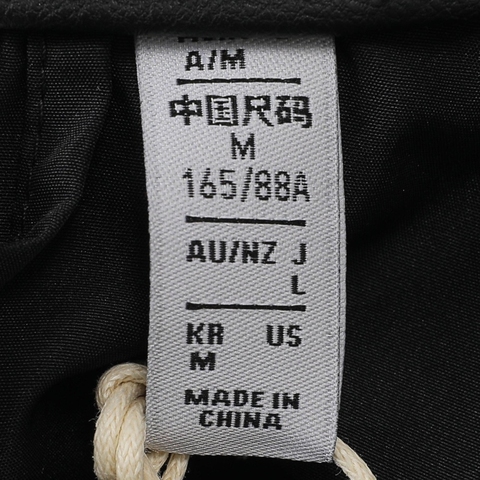 A/M
中国尺码
M
165/88A
AU/NZ J
L
KR US
M
MADE IN
CHINA